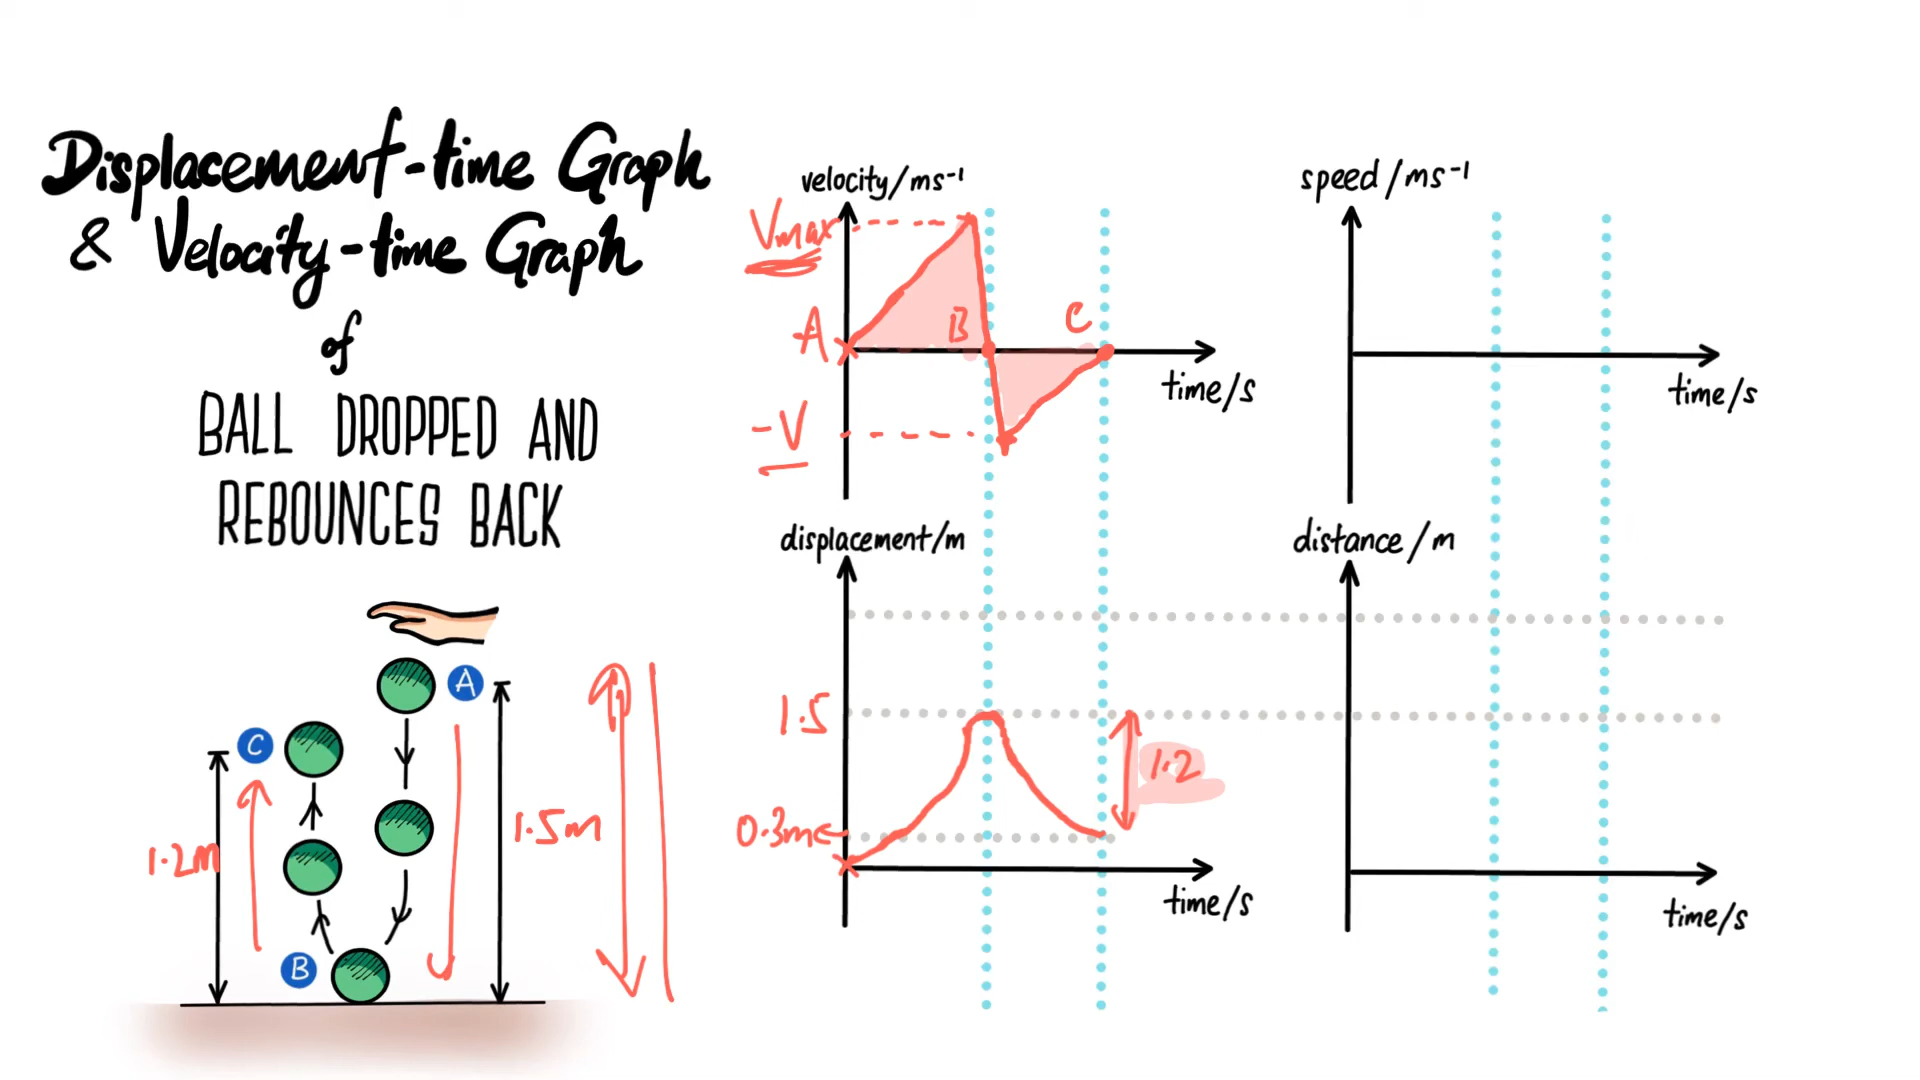 Displacement-time Graph
& Velocity-time Graph
of
BALL DROPPED AND
REBOUNCES BACK
A
C
B
1.2m
1.5m
velocity/ms⁻¹
Vmax
A
B
C
-V
time/s
displacement/m
1.5
1.2
0.3m
time/s
speed/ms⁻¹
time/s
distance/m
time/s